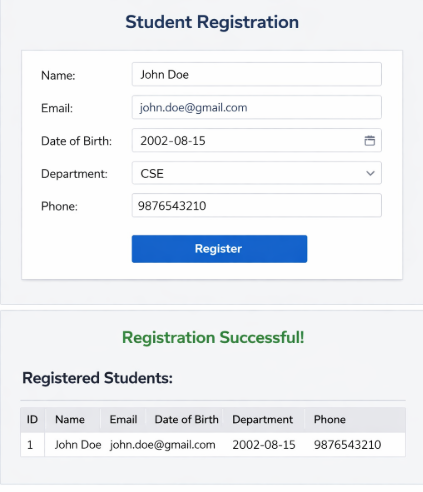 Student Registration
Name: John Doe
Email: john.doe@gmail.com
Date of Birth: 2002-08-15
Department: CSE
Phone: 9876543210
Register
Registration Successful!
Registered Students:
ID Name Email Date of Birth Department Phone
1 John Doe john.doe@gmail.com 2002-08-15 9876543210